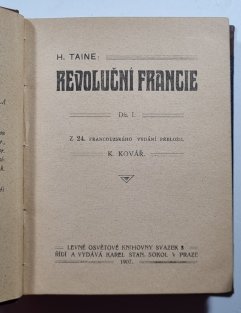 H. TAINE:
REVOLUČNÍ FRANCIE
Díl I.
Z 24. FRANCOUZSKÉHO VYDÁNÍ PŘELOŽIL
K. KOVÁŘ.
LEVNÉ OSVĚTOVÉ KNIHOVNY SVAZEK 3
ŘÍDÍ A VYDÁVÁ KAREL STAN. SOKOL V PRAZE
1907.